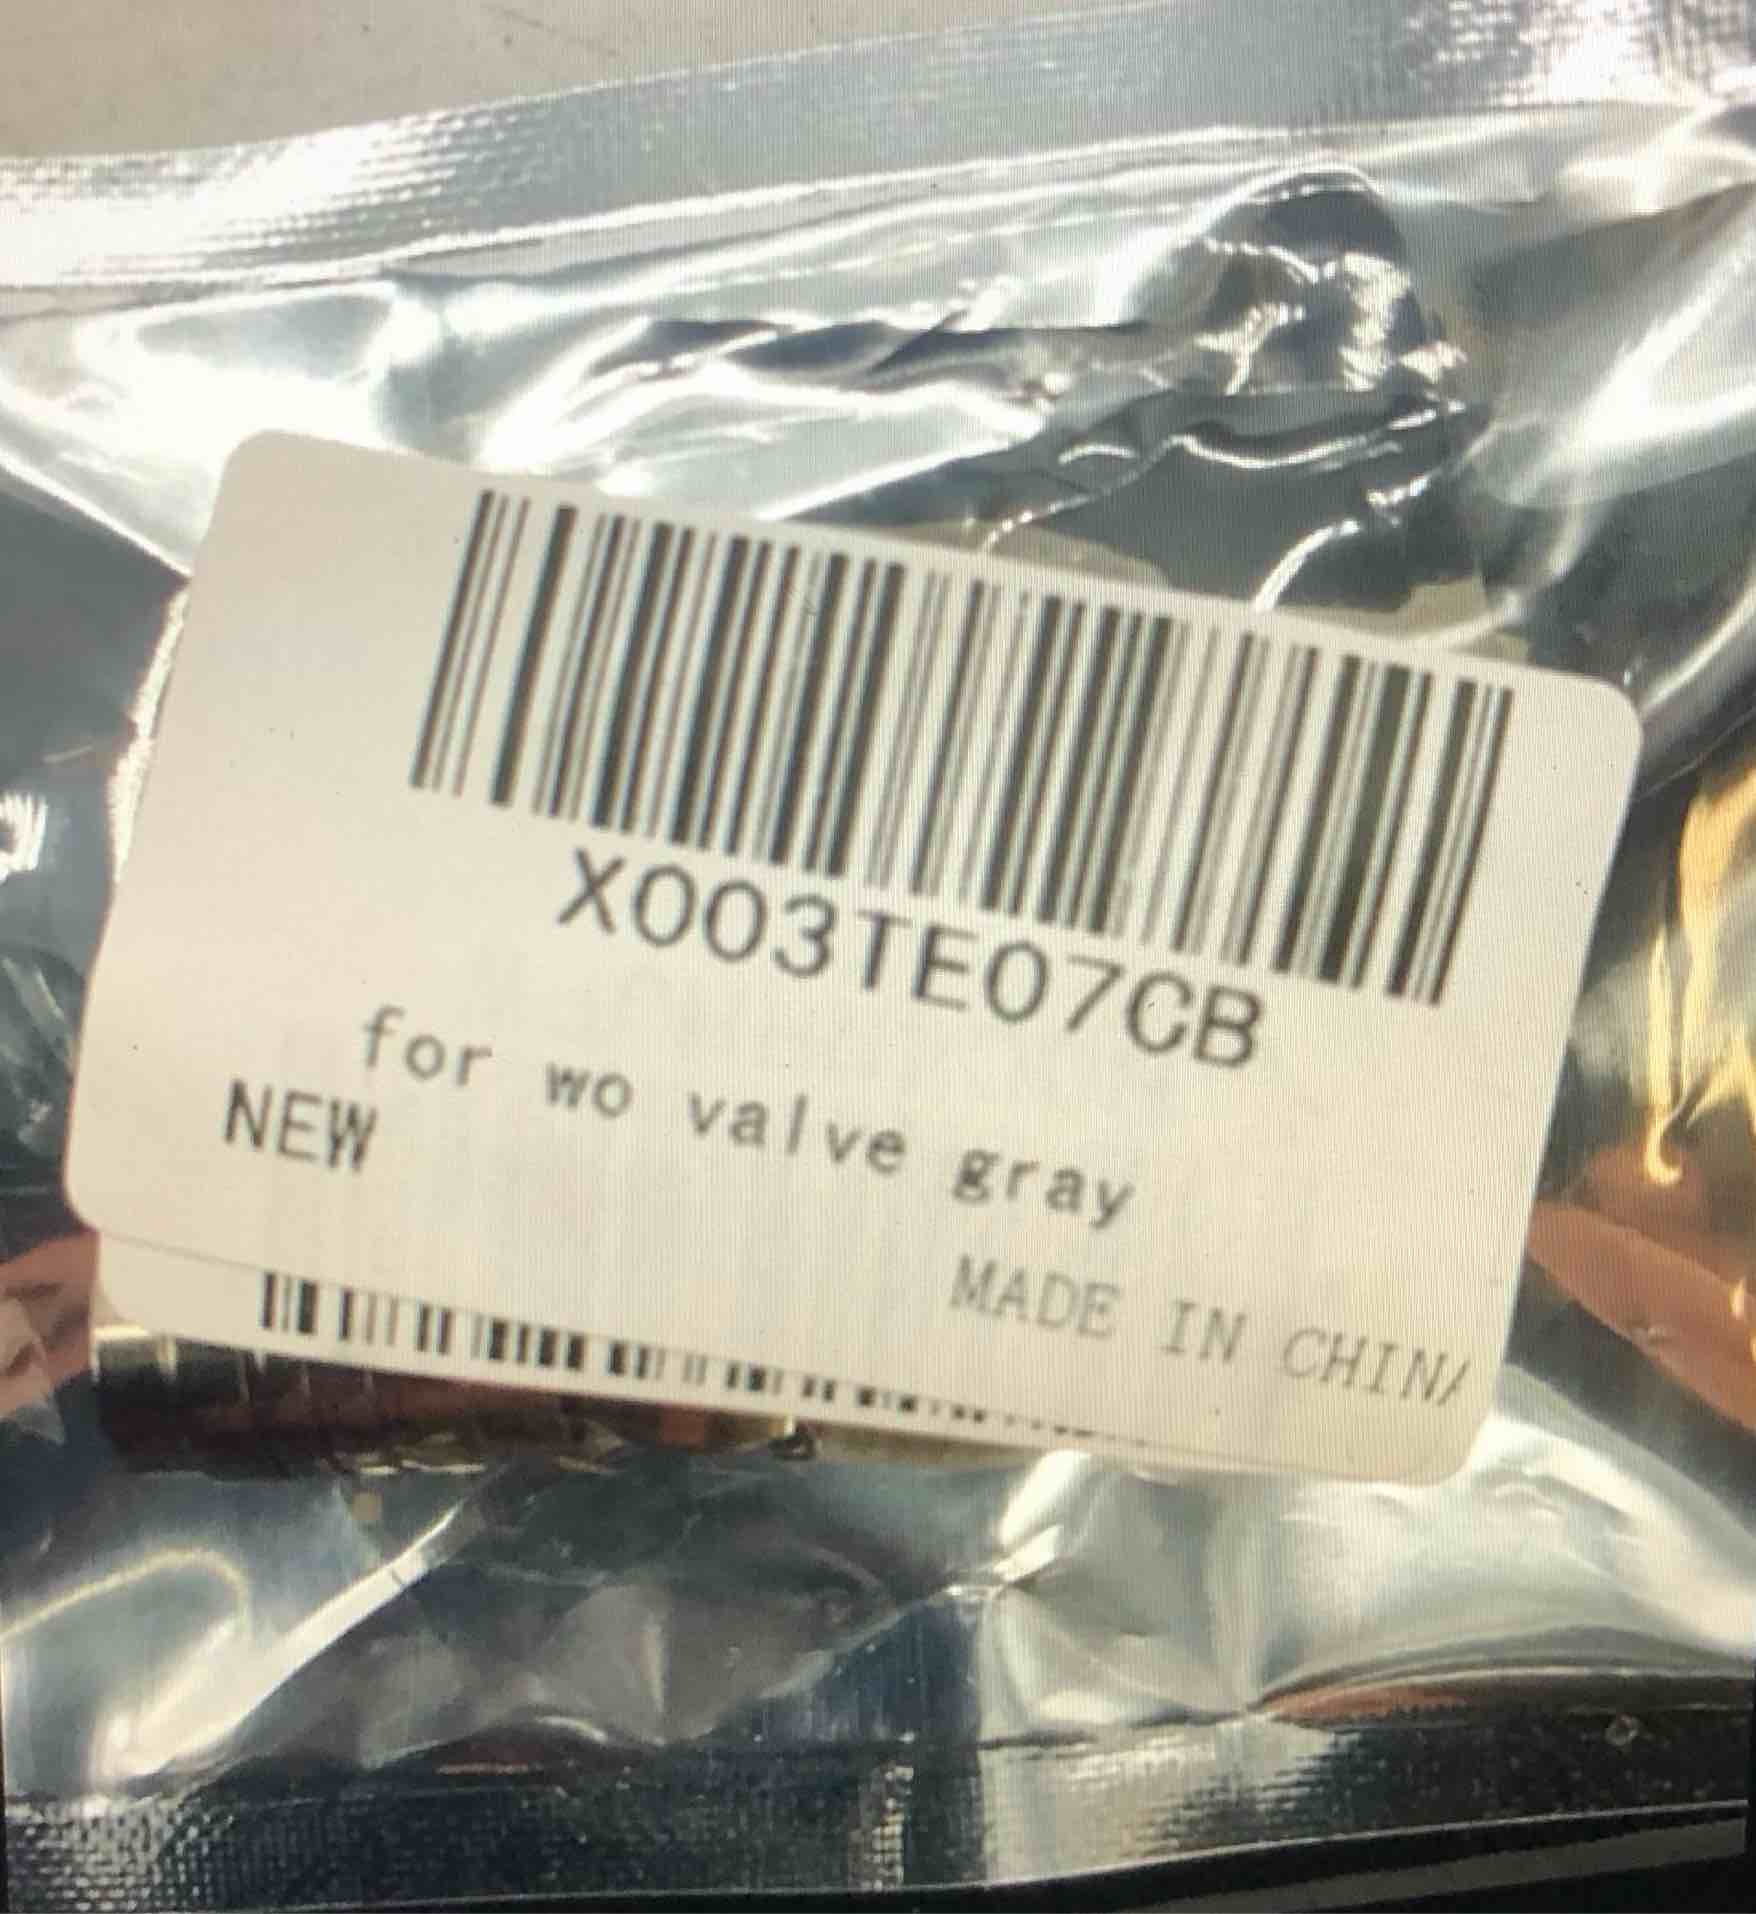 X003TE07CB
for wo valve gray
NEW
MADE IN CHINA